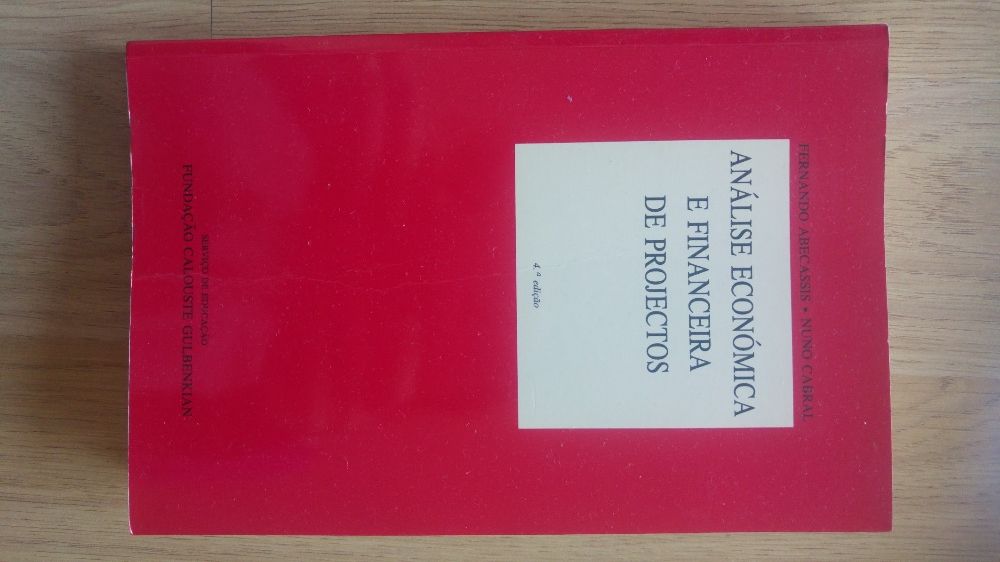 FERNANDO ABECASSIS • NUNO CABRAL
ANÁLISE ECONÓMICA
E FINANCEIRA
DE PROJECTOS
4.ª edição
SERVIÇO DE EDUCAÇÃO
FUNDAÇÃO CALOUSTE GULBENKIAN